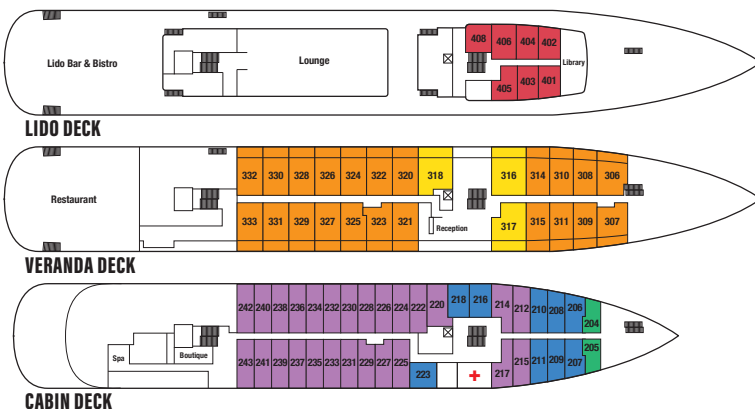 408 406 404 402
Lido Bar & Bistro
Lounge
Library
405 403 401
LIDO DECK
332 330 328 326 324 322 320 318 316 314 310 308 306
Restaurant
333 331 329 327 325 323 321
Reception
317 315 311 309 307
VERANDA DECK
242 240 238 236 234 232 230 228 226 224 222 220 218 216 214 212 210 208 206 204
Spa
Boutique
243 241 239 237 235 233 231 229 227 225 223 217 215 211 209 207 205
CABIN DECK